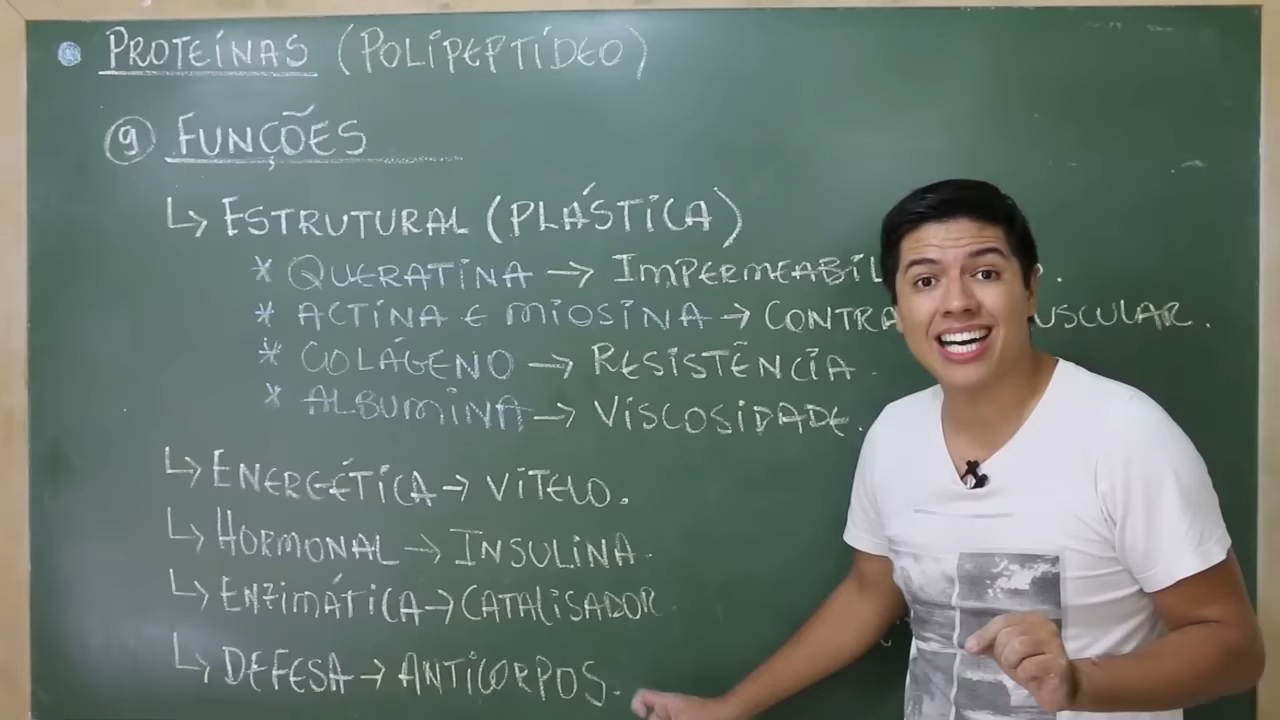 PROTEÍNAS (POLIPEPTÍDEO)
9 FUNÇÕES
↳ ESTRUTURAL (PLÁSTICA)
* QUERATINA → IMPERMEABIL
* ACTINA E MIOSINA → CONTRA USCULAR.
* COLÁGENO → RESISTÊNCIA.
* ALBUMINA → VISCOSIDADE.
↳ ENERGÉTICA → VITELO.
↳ HORMONAL → INSULINA.
↳ ENZIMÁTICA → CATALISADOR.
↳ DEFESA → ANTICORPOS.